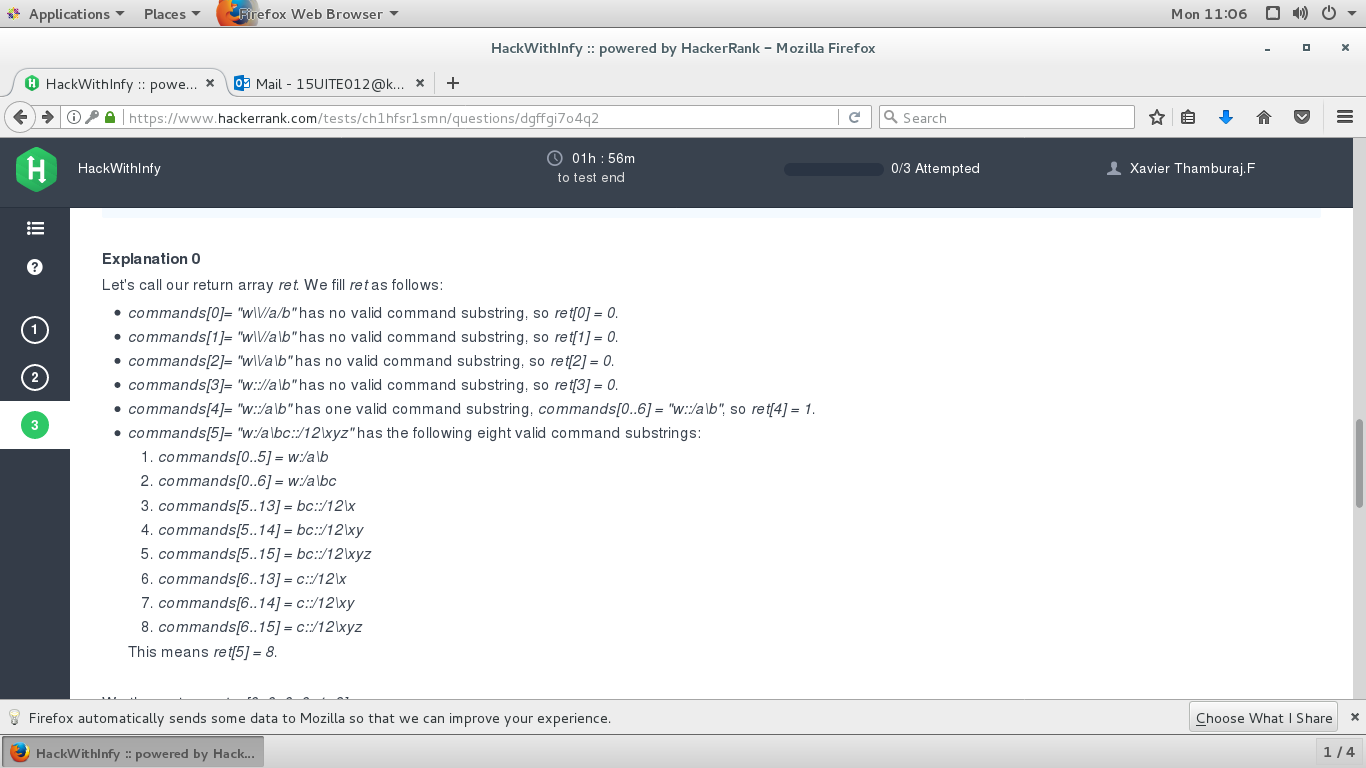 Applications Places Firefox Web Browser Mon 11:06
HackWithInfy :: powered by HackerRank – Mozilla Firefox
HackWithInfy :: powe... Mail - 15UITE012@k...
https://www.hackerrank.com/tests/ch1hfsr1smn/questions/dgffgi7o4q2 Search
HackWithInfy 01h : 56m to test end 0/3 Attempted Xavier Thamburaj.F
1
2
3
Explanation 0
Let's call our return array ret. We fill ret as follows:
• commands[0]= "w\\//a/b" has no valid command substring, so ret[0] = 0.
• commands[1]= "w\\//a\b" has no valid command substring, so ret[1] = 0.
• commands[2]= "w\\/a\b" has no valid command substring, so ret[2] = 0.
• commands[3]= "w:://a\b" has no valid command substring, so ret[3] = 0.
• commands[4]= "w::/a\b" has one valid command substring, commands[0..6] = "w::/a\b", so ret[4] = 1.
• commands[5]= "w:/a\bc::/12\xyz" has the following eight valid command substrings:
1. commands[0..5] = w:/a\b
2. commands[0..6] = w:/a\bc
3. commands[5..13] = bc::/12\x
4. commands[5..14] = bc::/12\xy
5. commands[5..15] = bc::/12\xyz
6. commands[6..13] = c::/12\x
7. commands[6..14] = c::/12\xy
8. commands[6..15] = c::/12\xyz
This means ret[5] = 8.
Firefox automatically sends some data to Mozilla so that we can improve your experience. Choose What I Share
HackWithInfy :: powered by Hack... 1 / 4